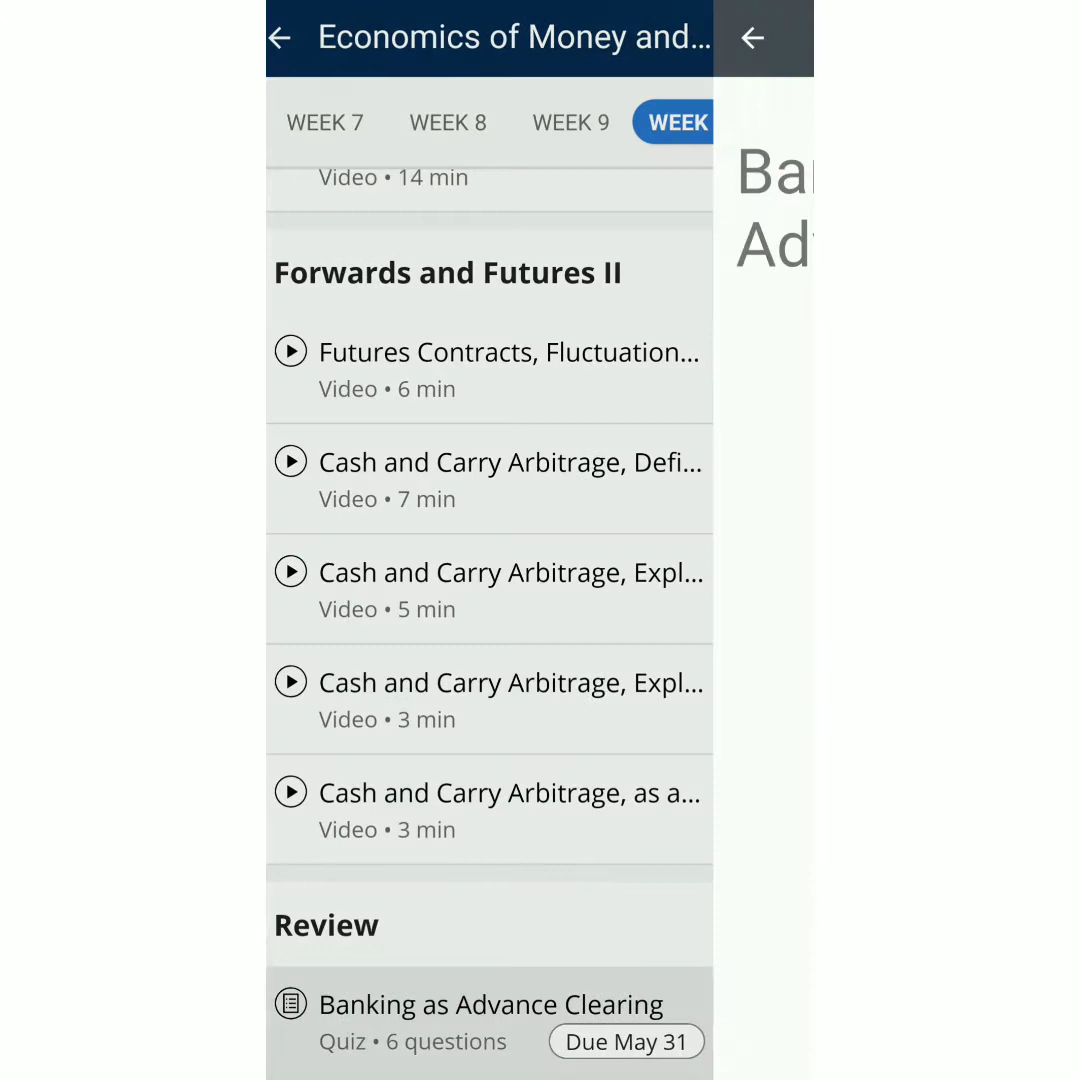 Economics of Money and...
WEEK 7 WEEK 8 WEEK 9 WEEK
Video • 14 min
Forwards and Futures II
Futures Contracts, Fluctuation...
Video • 6 min
Cash and Carry Arbitrage, Defi...
Video • 7 min
Cash and Carry Arbitrage, Expl...
Video • 5 min
Cash and Carry Arbitrage, Expl...
Video • 3 min
Cash and Carry Arbitrage, as a...
Video • 3 min
Review
Banking as Advance Clearing
Quiz • 6 questions Due May 31
Ba
Ad